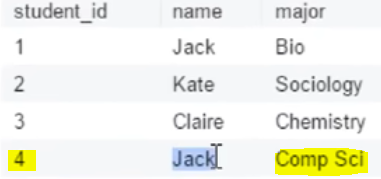 student_id name major
1 Jack Bio
2 Kate Sociology
3 Claire Chemistry
4 Jack Comp Sci